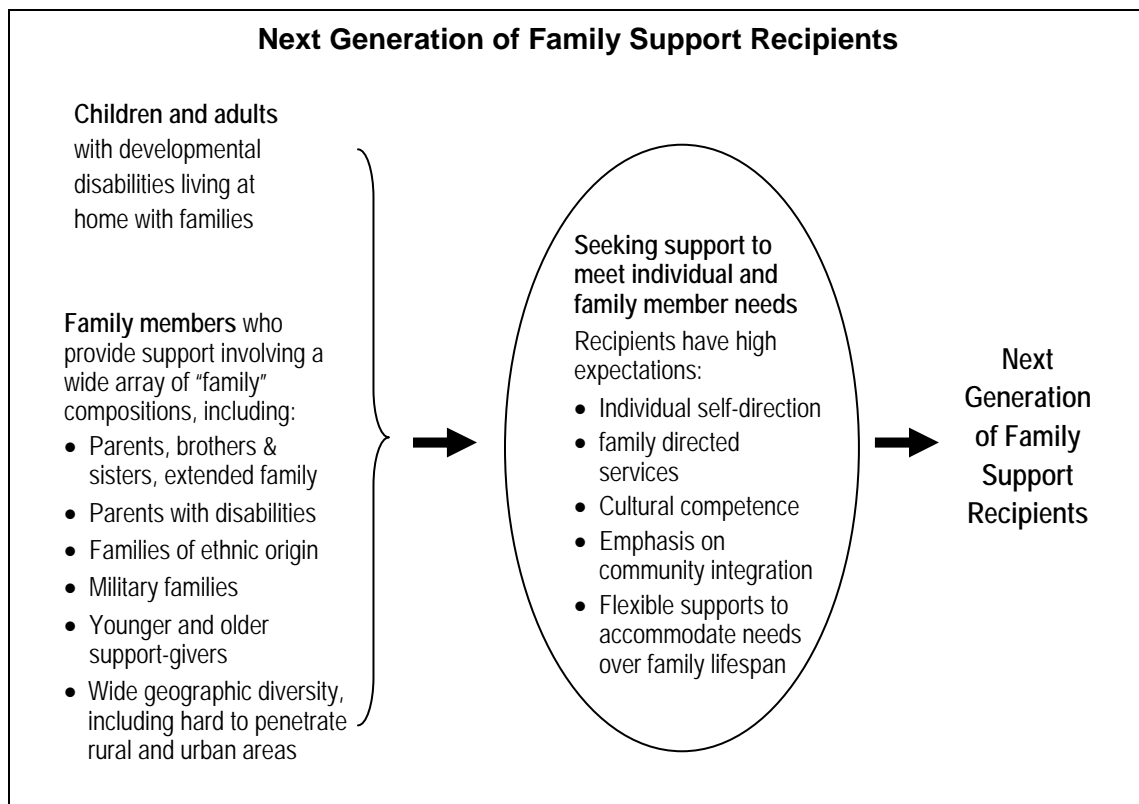 Next Generation of Family Support Recipients
Children and adults
with developmental
disabilities living at
home with families
Family members who
provide support involving a
wide array of “family”
compositions, including:
• Parents, brothers &
sisters, extended family
• Parents with disabilities
• Families of ethnic origin
• Military families
• Younger and older
support-givers
• Wide geographic diversity,
including hard to penetrate
rural and urban areas
Seeking support to
meet individual and
family member needs
Recipients have high
expectations:
• Individual self-direction
• family directed
services
• Cultural competence
• Emphasis on
community integration
• Flexible supports to
accommodate needs
over family lifespan
Next
Generation
of Family
Support
Recipients